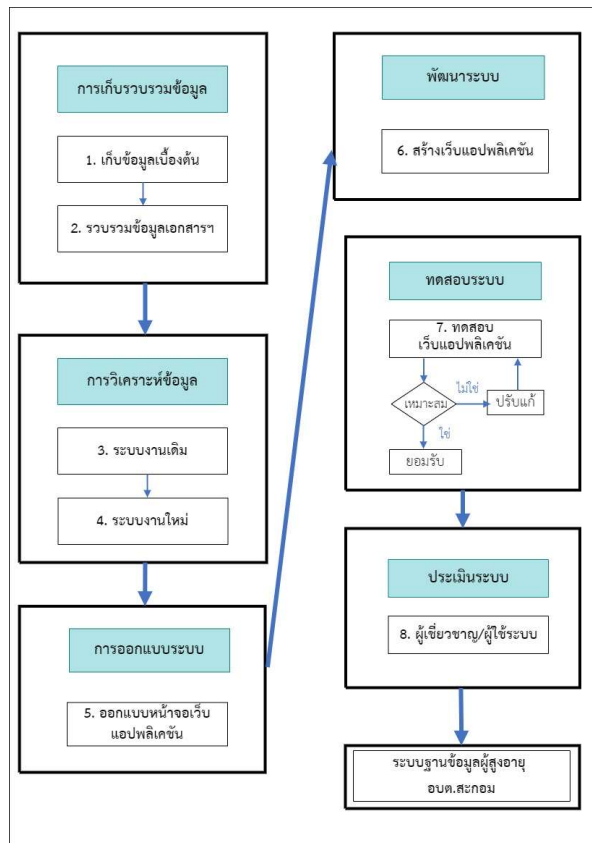 การเก็บรวบรวมข้อมูล
1. เก็บข้อมูลเบื้องต้น
2. รวบรวมข้อมูลเอกสารฯ
การวิเคราะห์ข้อมูล
3. ระบบงานเดิม
4. ระบบงานใหม่
การออกแบบระบบ
5. ออกแบบหน้าจอเว็บ
แอปพลิเคชัน
พัฒนาระบบ
6. สร้างเว็บแอปพลิเคชัน
ทดสอบระบบ
7. ทดสอบ
เว็บแอปพลิเคชัน
เหมาะสม
ไม่ใช่
ปรับแก้
ใช่
ยอมรับ
ประเมินระบบ
8. ผู้เชี่ยวชาญ/ผู้ใช้ระบบ
ระบบฐานข้อมูลผู้สูงอายุ
อบต.สะกอม